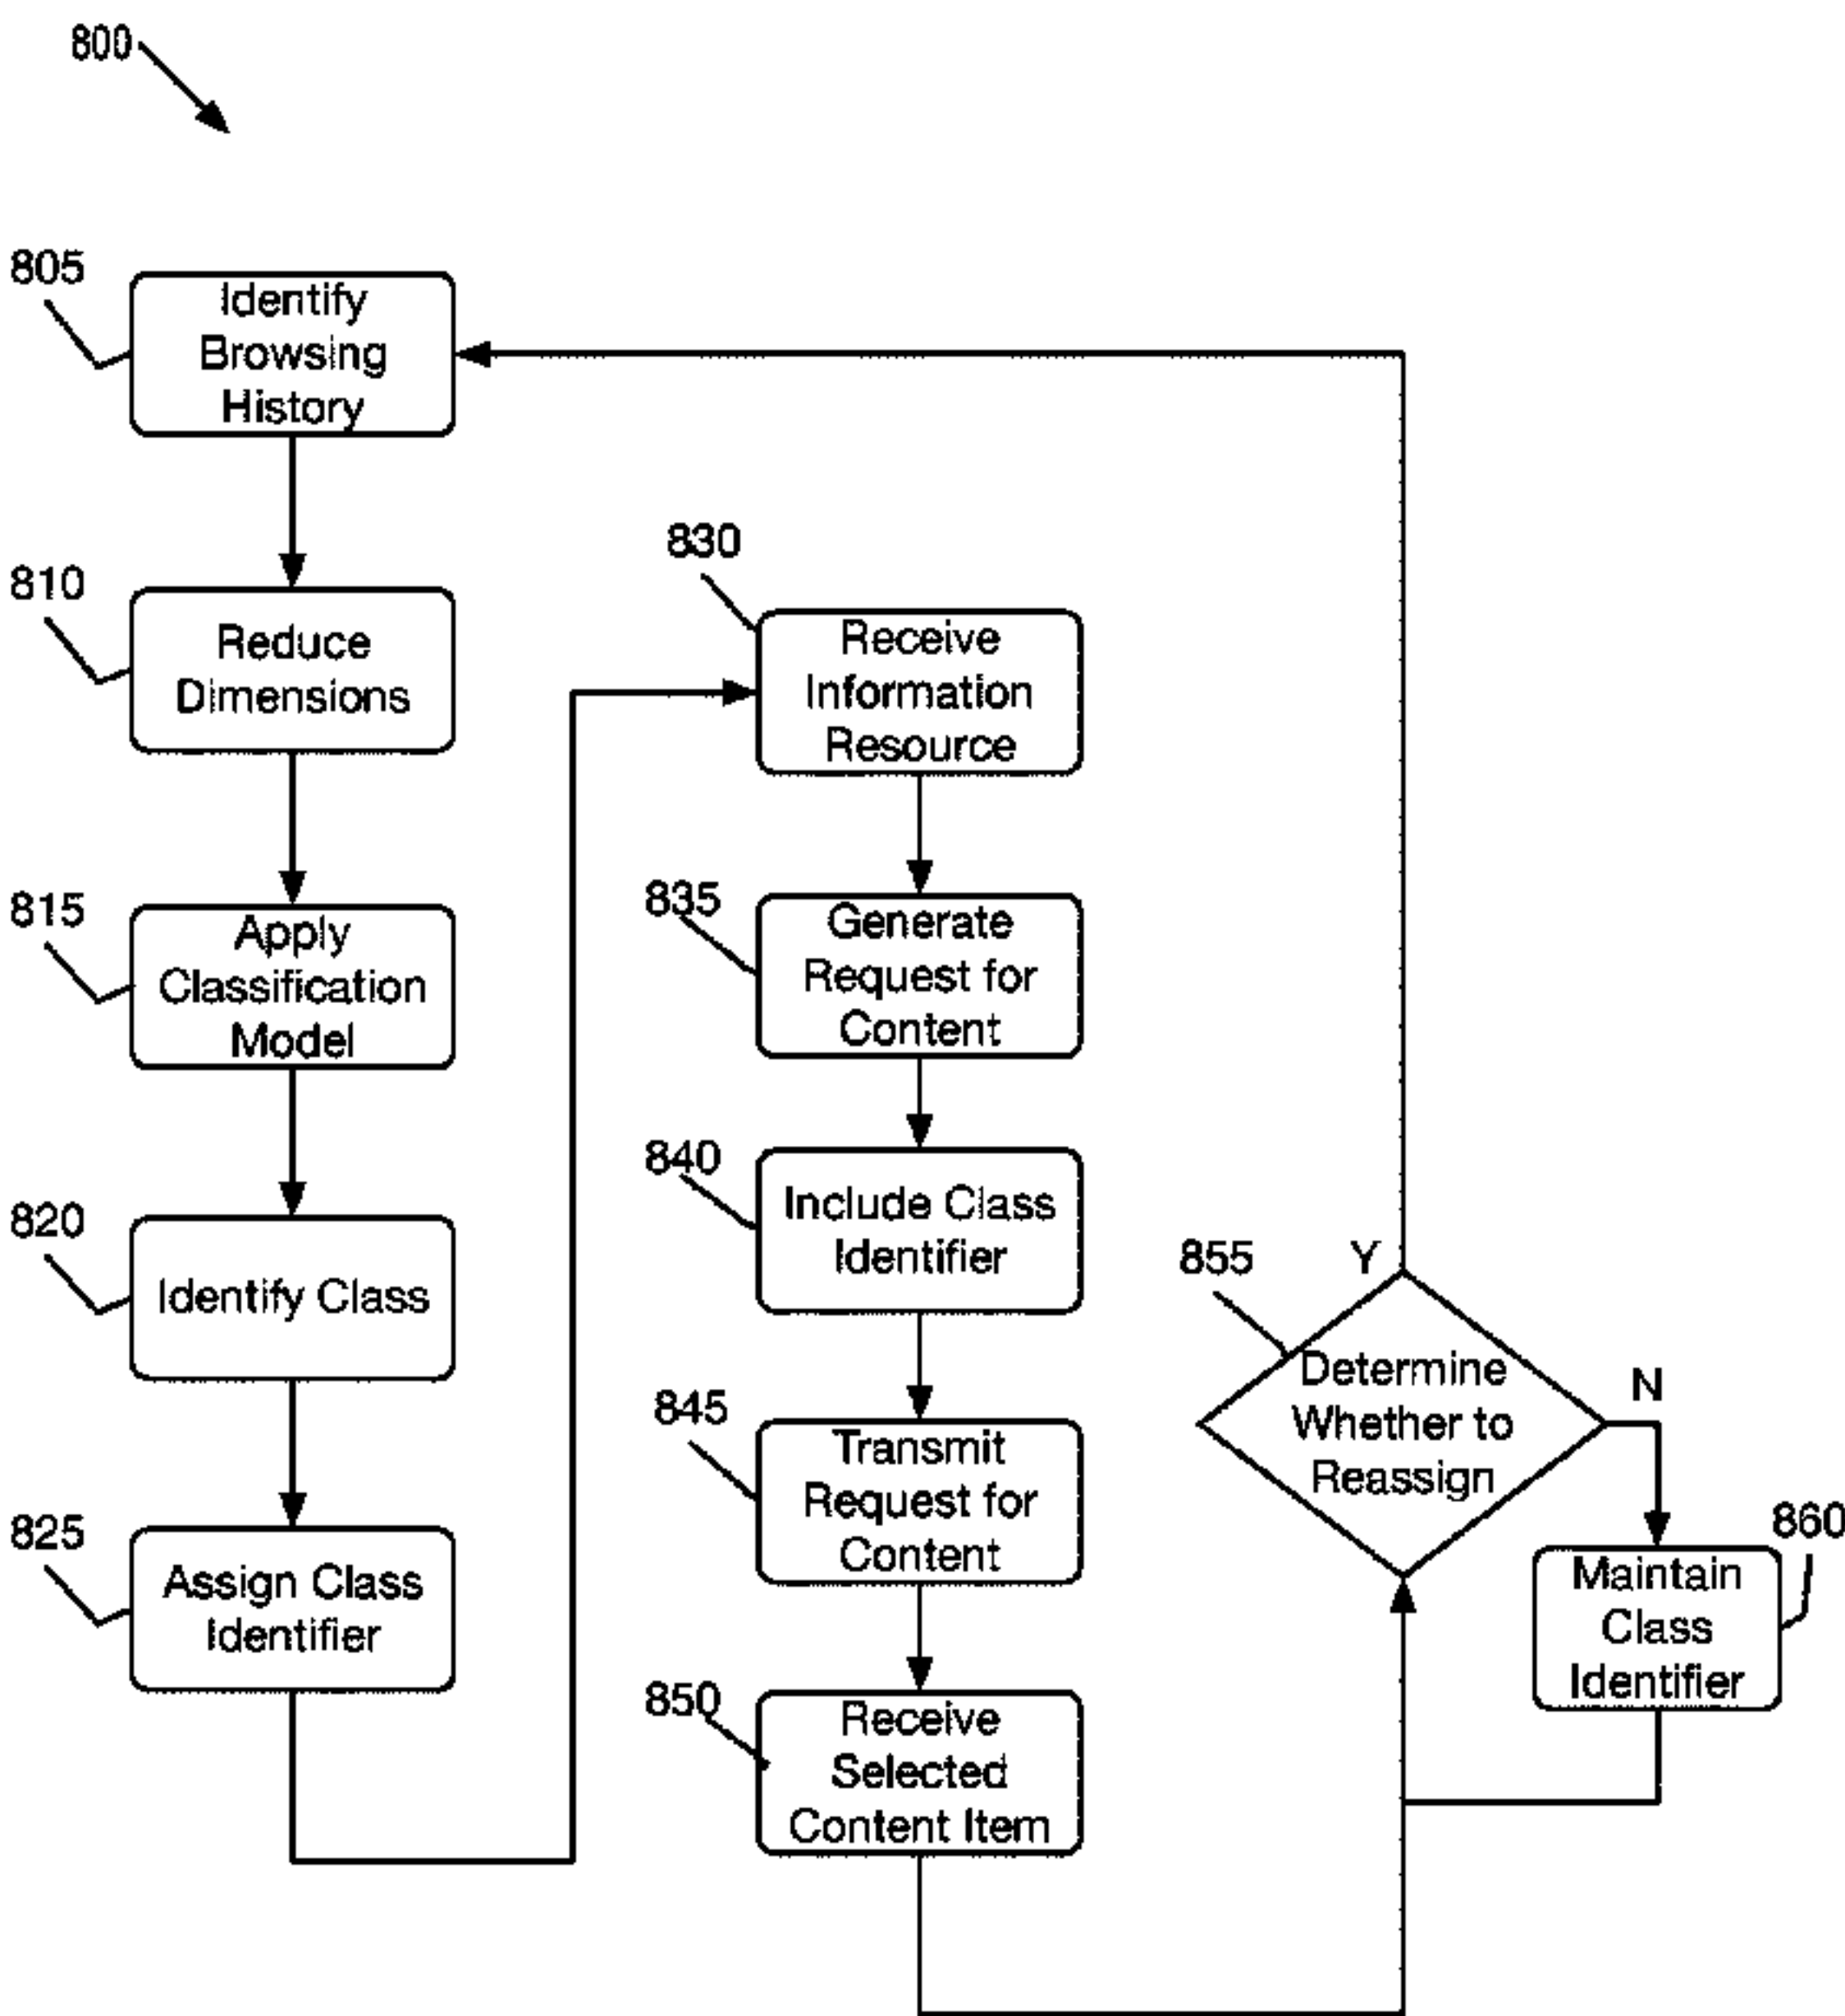 800
805
Identify
Browsing
History
810
Reduce
Dimensions
815
Apply
Classification
Model
820
Identify Class
825
Assign Class
Identifier
830
Receive
Information
Resource
835
Generate
Request for
Content
840
Include Class
Identifier
845
Transmit
Request for
Content
850
Receive
Selected
Content Item
855
Y
N
Determine
Whether to
Reassign
860
Maintain
Class
Identifier